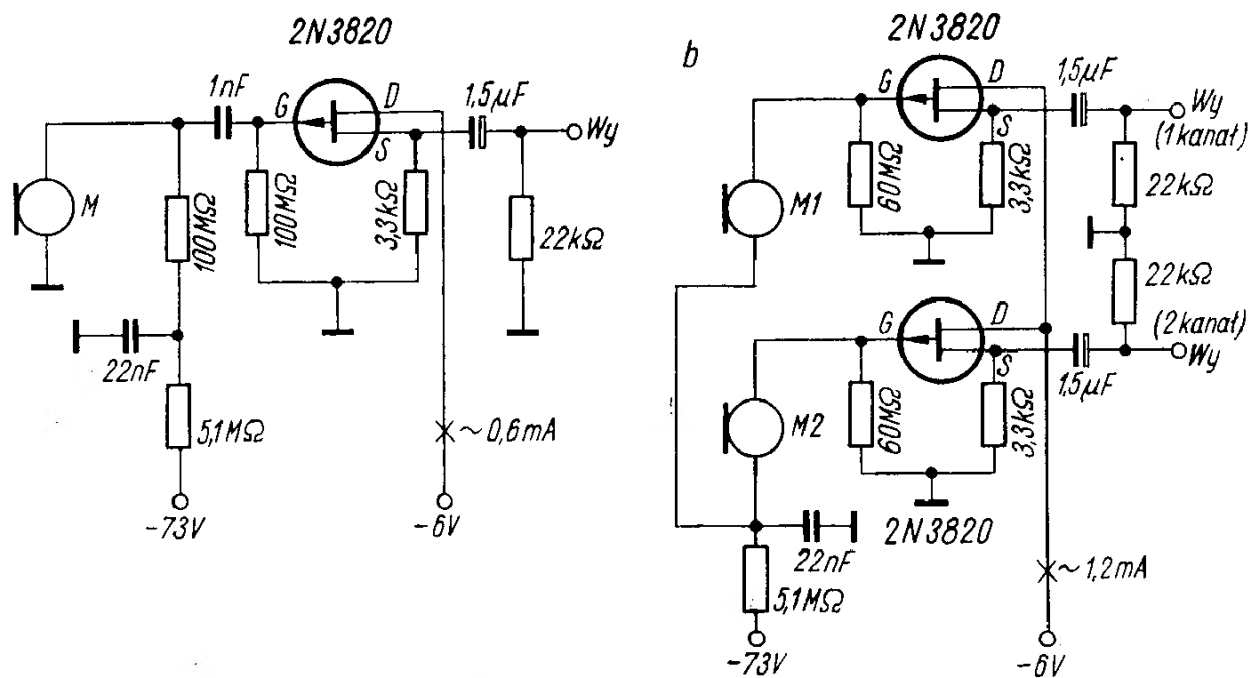 2N3820
1nF
G
D
S
1,5μF
Wy
M
100MΩ
100MΩ
3,3kΩ
22kΩ
22nF
5,1MΩ
~0,6mA
-73V
-6V
b
2N3820
G
D
S
1,5μF
Wy
(1kanał)
60MΩ
3,3kΩ
22kΩ
M1
22kΩ
G
D
S
(2kanał)
Wy
1,5μF
M2
60MΩ
3,3kΩ
2N3820
22nF
5,1MΩ
~1,2mA
-73V
-6V